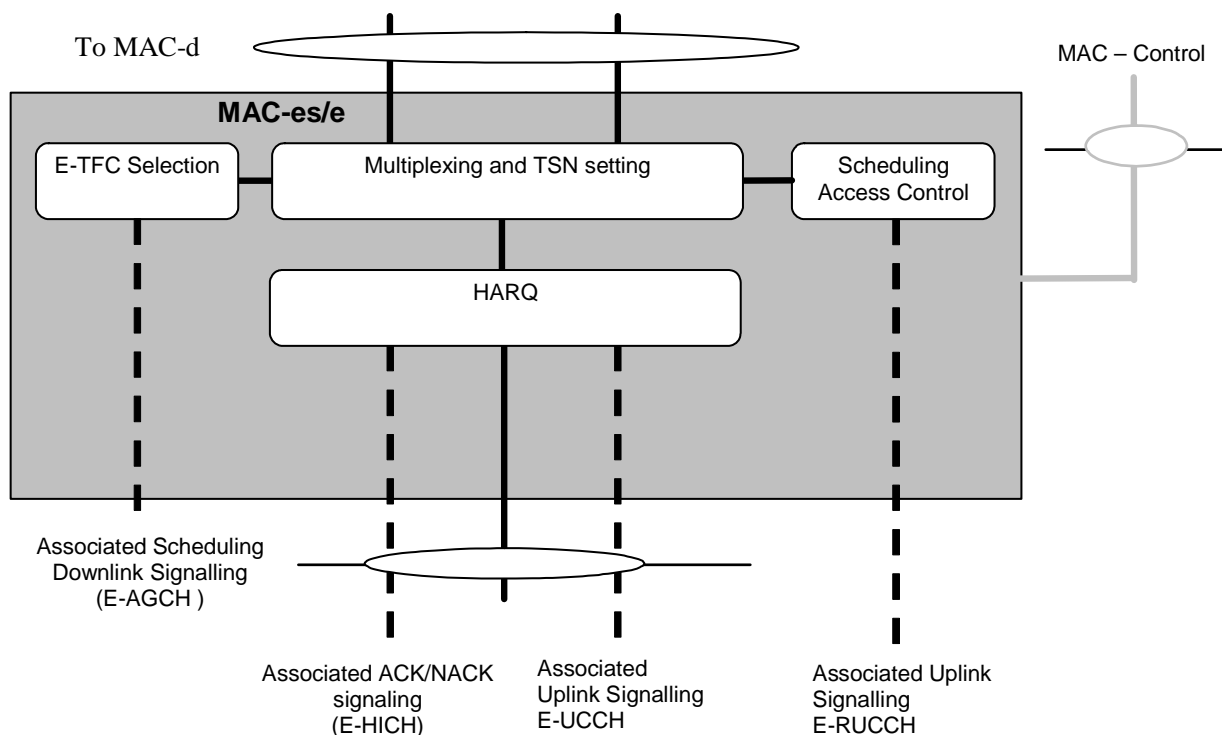 To MAC-d
MAC – Control
MAC-es/e
E-TFC Selection
Multiplexing and TSN setting
Scheduling
Access Control
HARQ
Associated Scheduling
Downlink Signalling
(E-AGCH )
Associated ACK/NACK
signaling
(E-HICH)
Associated
Uplink Signalling
E-UCCH
Associated Uplink
Signalling
E-RUCCH